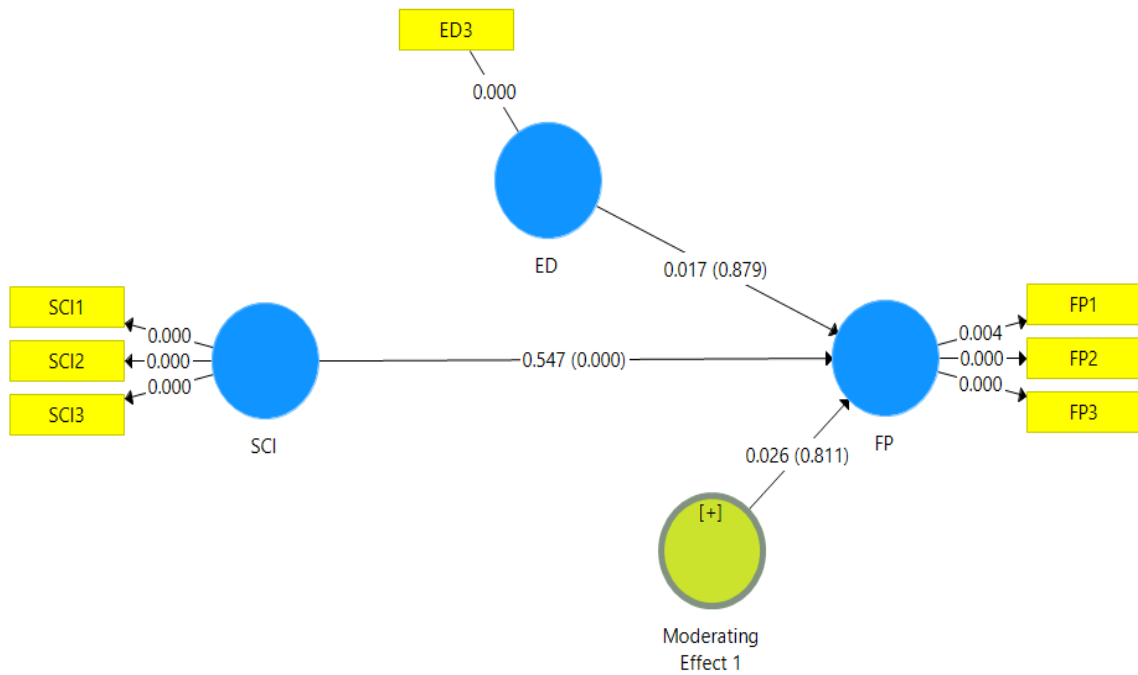 ED3
0.000
ED
0.017 (0.879)
SCI1
SCI2
SCI3
0.000
0.000
0.000
SCI
0.547 (0.000)
FP1
FP2
FP3
0.004
0.000
0.000
FP
0.026 (0.811)
[+]
Moderating
Effect 1